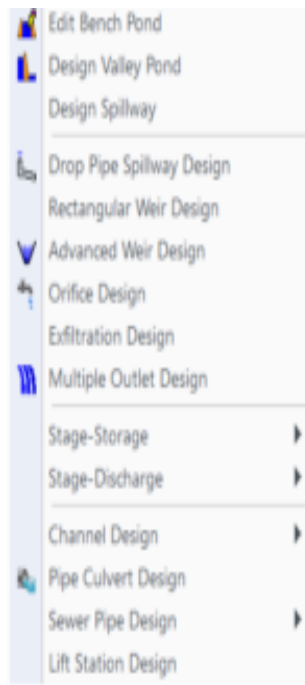 Edit Bench Pond
Design Valley Pond
Design Spillway
Drop Pipe Spillway Design
Rectangular Weir Design
Advanced Weir Design
Orifice Design
Exfiltration Design
Multiple Outlet Design
Stage-Storage
Stage-Discharge
Channel Design
Pipe Culvert Design
Sewer Pipe Design
Lift Station Design